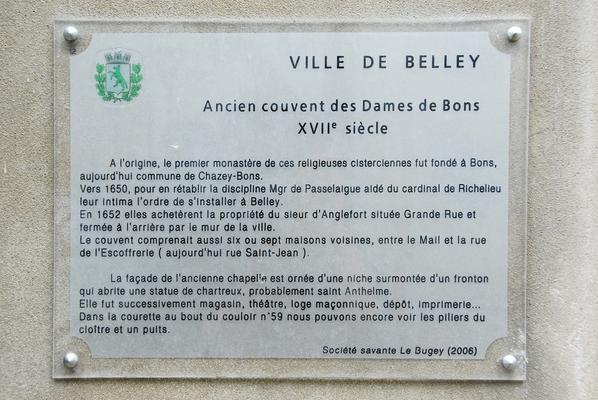 VILLE DE BELLEY
Ancien couvent des Dames de Bons
XVIIe siècle
A l'origine, le premier monastère de ces religieuses cisterciennes fut fondé à Bons,
aujourd'hui commune de Chazey-Bons.
Vers 1650, pour en rétablir la discipline Mgr de Passelaigue aidé du cardinal de Richelieu
leur intima l'ordre de s'installer à Belley.
En 1652 elles achetèrent la propriété du sieur d'Anglefort située Grande Rue et
fermée à l'arrière par le mur de la ville.
Le couvent comprenait aussi six ou sept maisons voisines, entre le Mail et la rue
de l'Escofferie ( aujourd'hui rue Saint-Jean ).
La façade de l'ancienne chapelle est ornée d'une niche surmontée d'un fronton
qui abrite une statue de chartreux, probablement saint Anthelme.
Elle fut successivement magasin, théâtre, loge maçonnique, dépôt, imprimerie...
Dans la courette au bout du couloir n°59 nous pouvons encore voir les piliers du
cloître et un puits.
Société savante Le Bugey (2006)